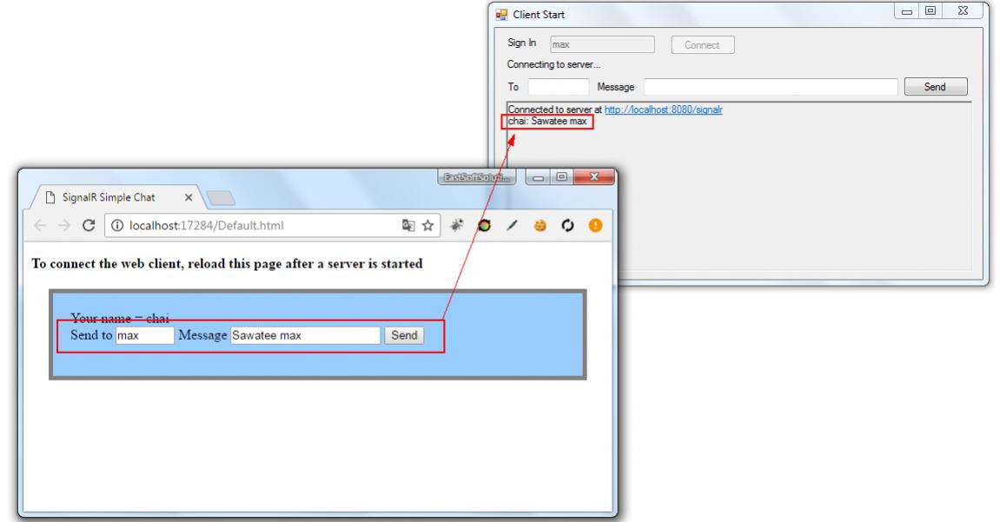 Client Start
Sign In max Connect
Connecting to server...
To Message Send
Connected to server at http://localhost:8080/signalr
chai: Sawatee max
EastSoftSoluti...
SignalR Simple Chat
localhost:17284/Default.html
To connect the web client, reload this page after a server is started
Your name = chai
Send to max Message Sawatee max Send